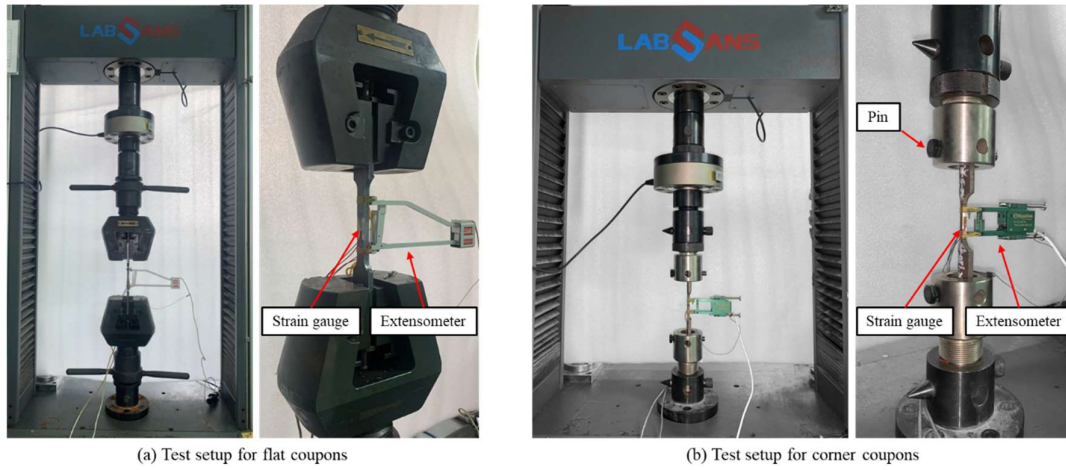 LABSANS
Strain gauge
Extensometer
LABSANS
Pin
Strain gauge
Extensometer
(a) Test setup for flat coupons
(b) Test setup for corner coupons